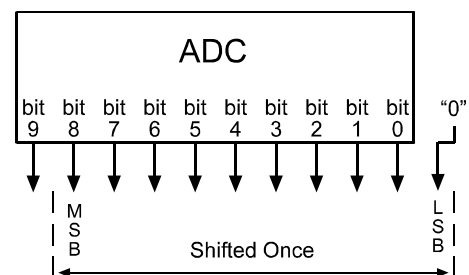 ADC
bit bit bit bit bit bit bit bit bit bit “0”
9 8 7 6 5 4 3 2 1 0
MSB
LSB
Shifted Once